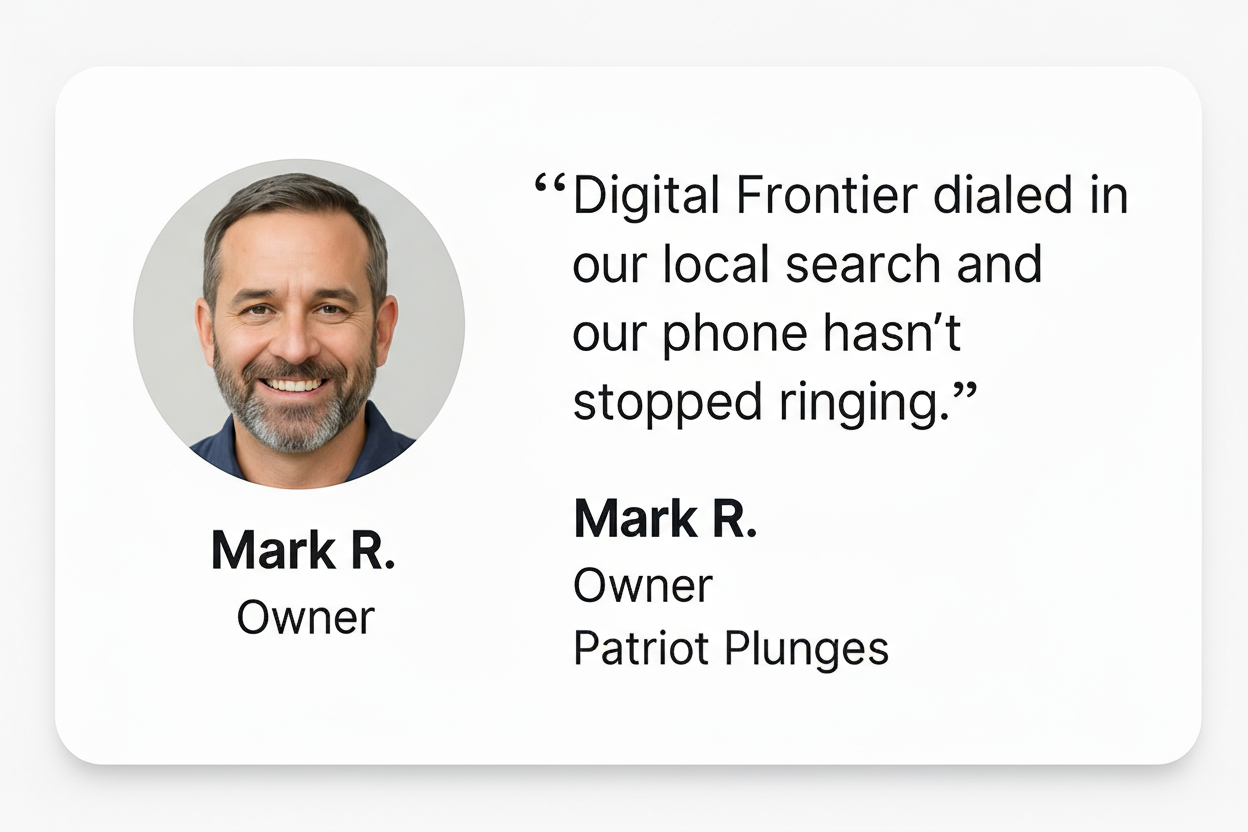 “Digital Frontier dialed in
our local search and
our phone hasn’t
stopped ringing.”
Mark R.
Owner
Mark R.
Owner
Patriot Plunges